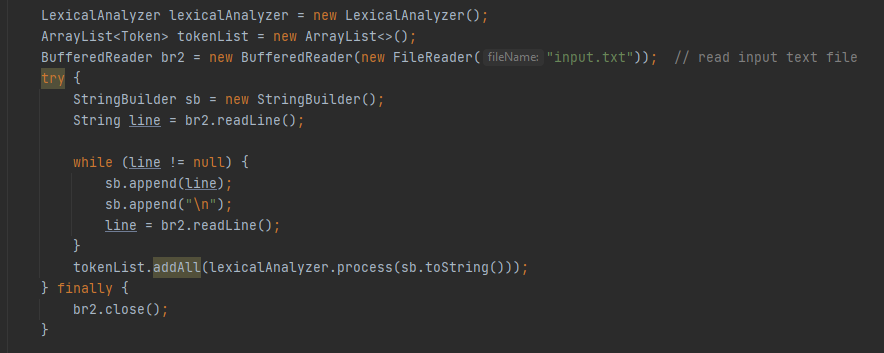 LexicalAnalyzer lexicalAnalyzer = new LexicalAnalyzer();
ArrayList<Token> tokenList = new ArrayList<>();
BufferedReader br2 = new BufferedReader(new FileReader( fileName: "input.txt"));  // read input text file
try {
    StringBuilder sb = new StringBuilder();
    String line = br2.readLine();

    while (line != null) {
        sb.append(line);
        sb.append("\n");
        line = br2.readLine();
    }
    tokenList.addAll(lexicalAnalyzer.process(sb.toString()));
} finally {
    br2.close();
}